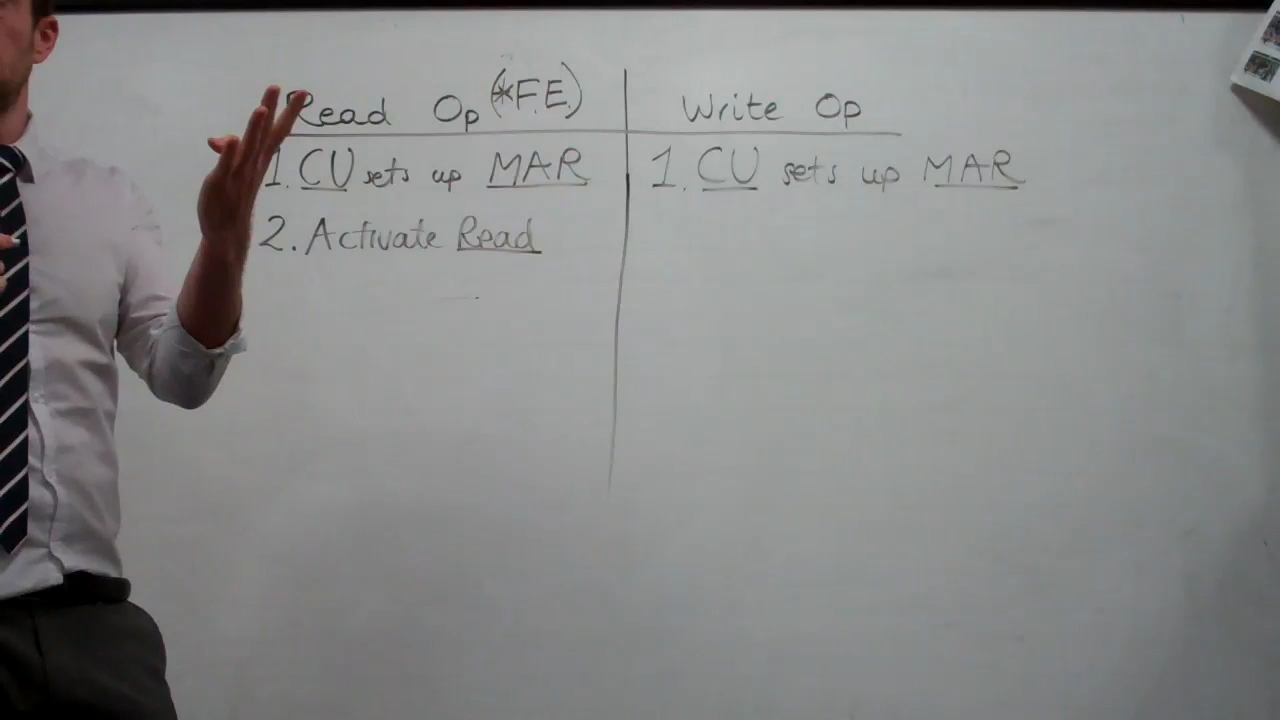 Read Op (*F.E.)
1. CU sets up MAR
2. Activate Read
Write Op
1. CU sets up MAR